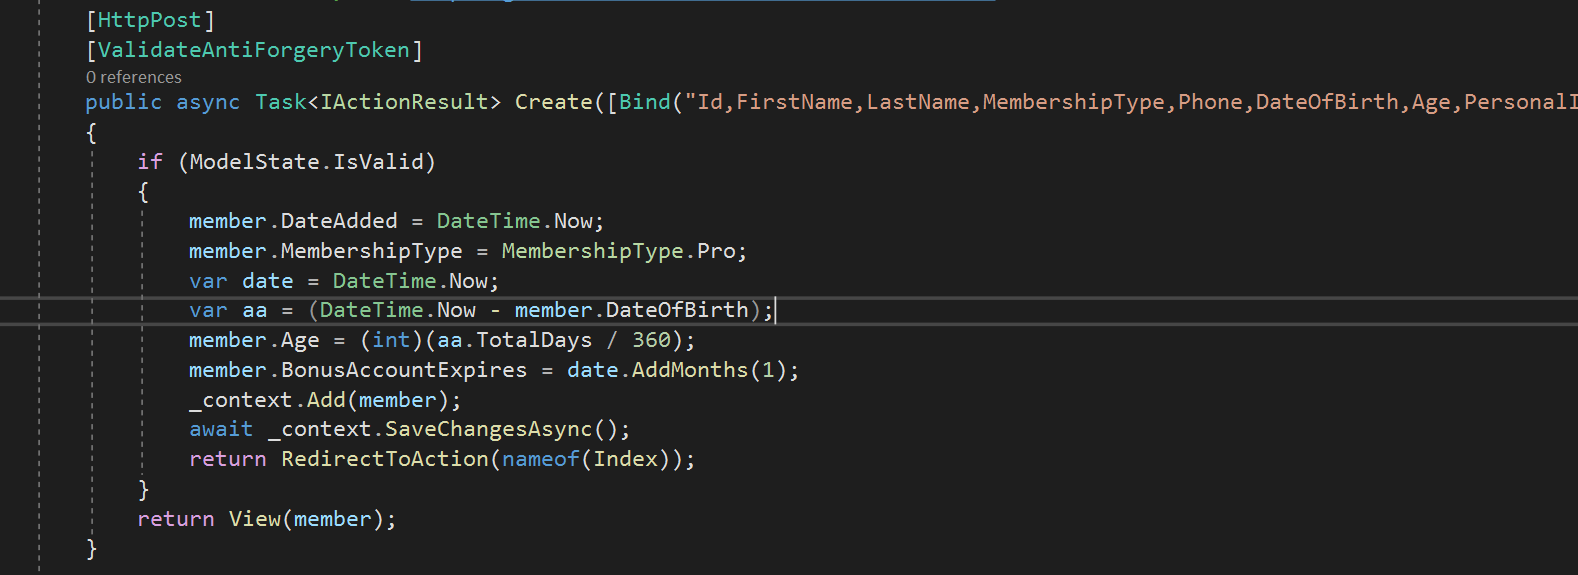 [HttpPost]
[ValidateAntiForgeryToken]
0 references
public async Task<IActionResult> Create([Bind("Id,FirstName,LastName,MembershipType,Phone,DateOfBirth,Age,PersonalI
{
if (ModelState.IsValid)
{
member.DateAdded = DateTime.Now;
member.MembershipType = MembershipType.Pro;
var date = DateTime.Now;
var aa = (DateTime.Now - member.DateOfBirth);
member.Age = (int)(aa.TotalDays / 360);
member.BonusAccountExpires = date.AddMonths(1);
_context.Add(member);
await _context.SaveChangesAsync();
return RedirectToAction(nameof(Index));
}
return View(member);
}